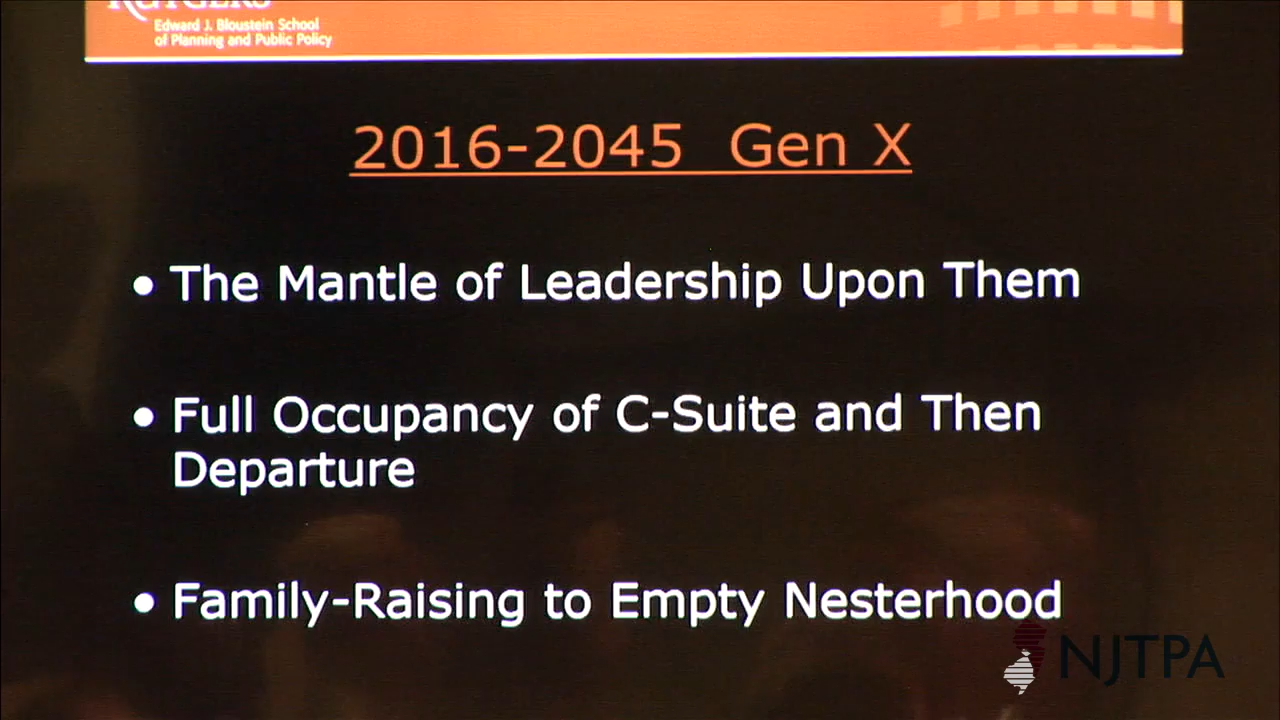 RUTGERS
Edward J. Bloustein School
of Planning and Public Policy
2016-2045 Gen X
• The Mantle of Leadership Upon Them
• Full Occupancy of C-Suite and Then
Departure
• Family-Raising to Empty Nesterhood
NJTPA